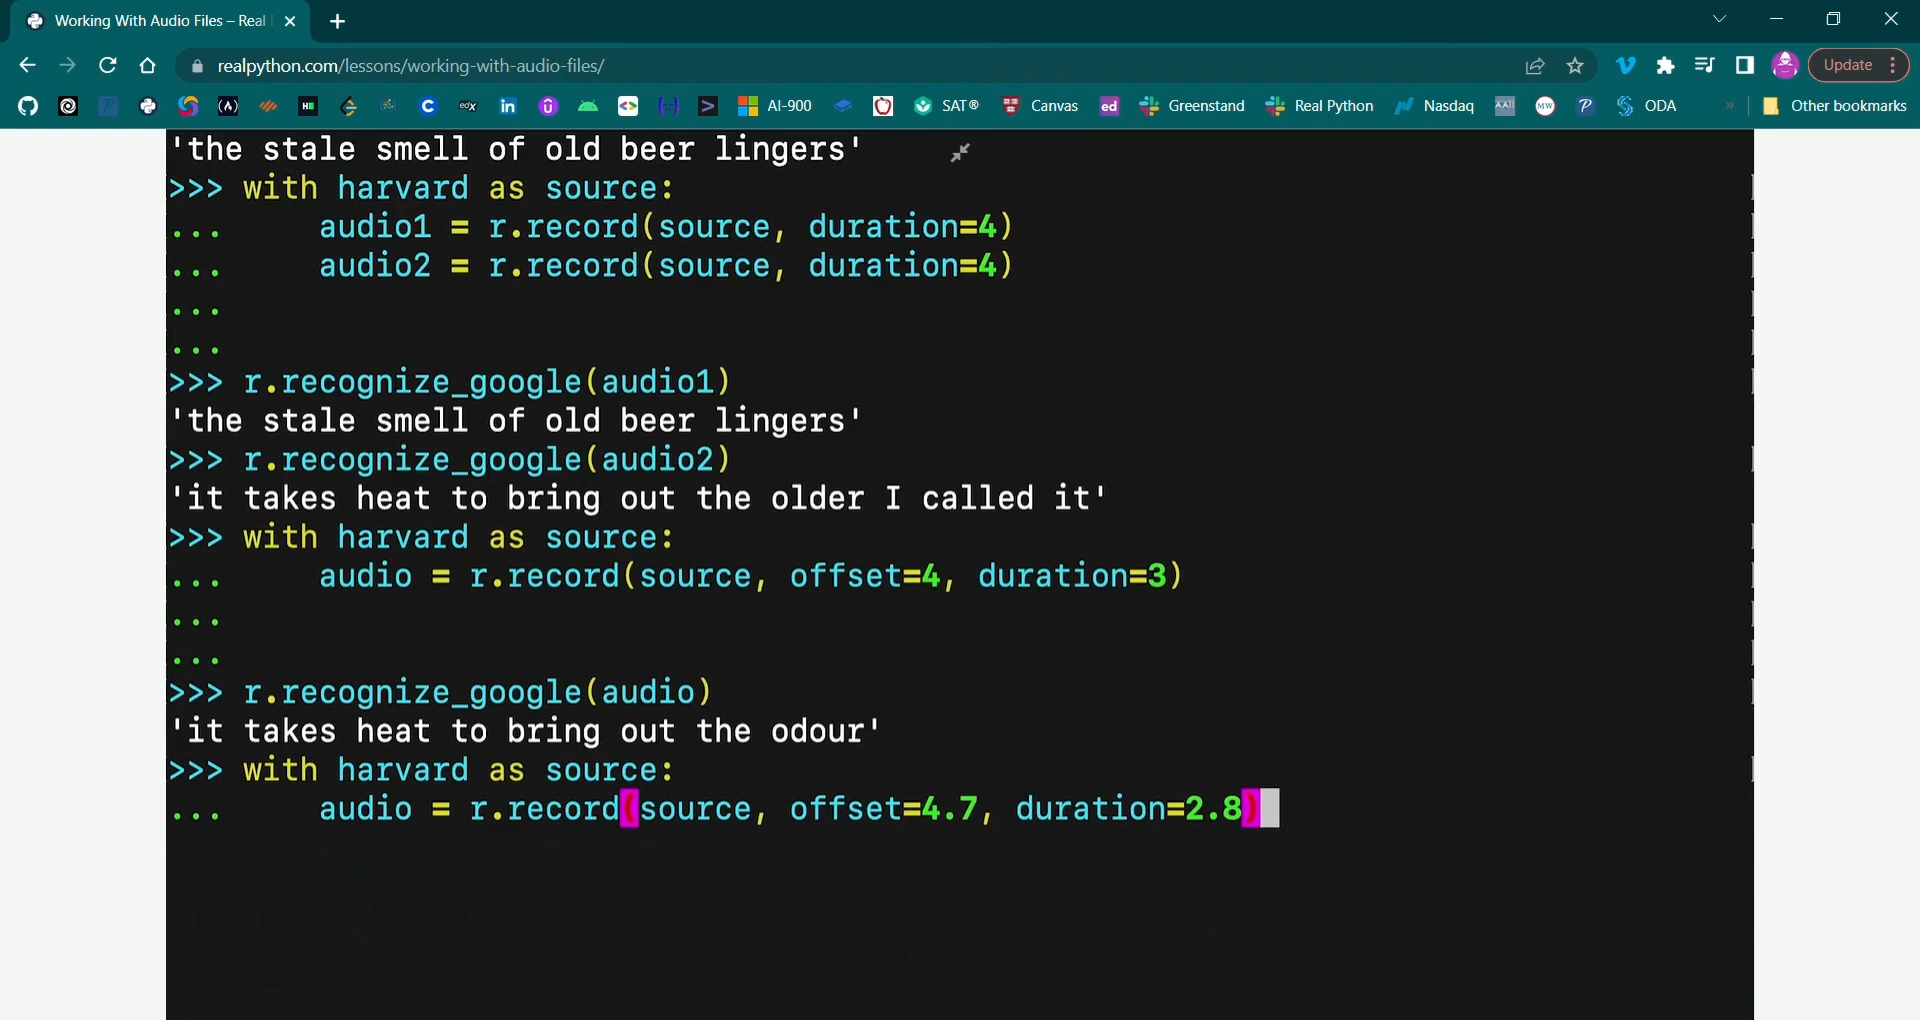 Working With Audio Files – Real
realpython.com/lessons/working-with-audio-files/
Update
AI-900 SAT® Canvas ed Greenstand Real Python Nasdaq AAII MW ODA » Other bookmarks
'the stale smell of old beer lingers'
>>> with harvard as source:
...     audio1 = r.record(source, duration=4)
...     audio2 = r.record(source, duration=4)
...
...
>>> r.recognize_google(audio1)
'the stale smell of old beer lingers'
>>> r.recognize_google(audio2)
'it takes heat to bring out the older I called it'
>>> with harvard as source:
...     audio = r.record(source, offset=4, duration=3)
...
...
>>> r.recognize_google(audio)
'it takes heat to bring out the odour'
>>> with harvard as source:
...     audio = r.record(source, offset=4.7, duration=2.8)